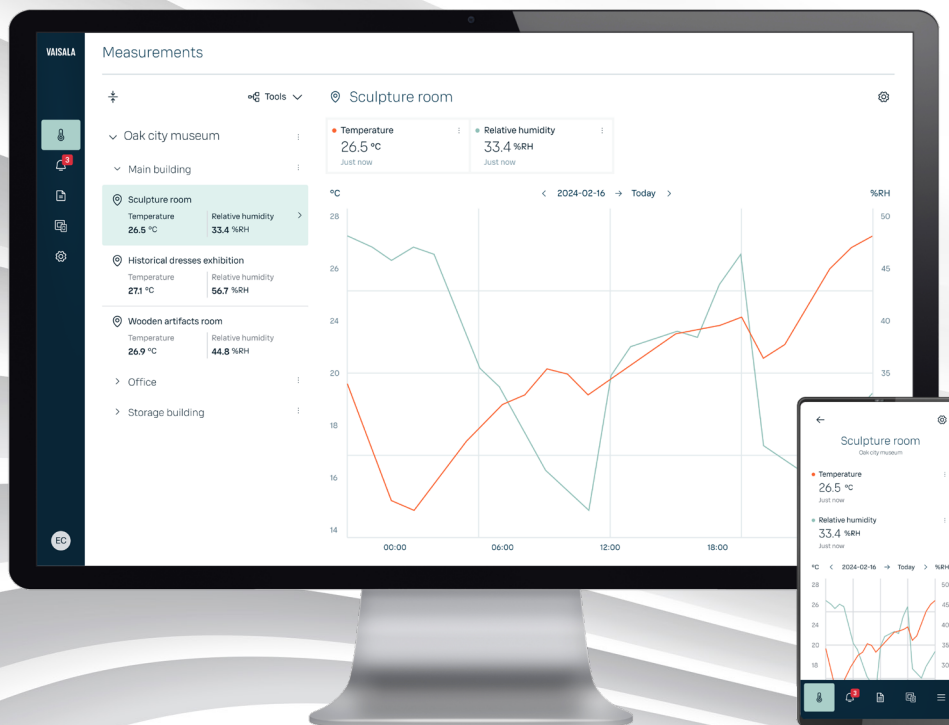 VAISALA
Measurements
Tools
Oak city museum
Main building
Sculpture room
Temperature Relative humidity
26.5 °C 33.4 %RH
Historical dresses exhibition
Temperature Relative humidity
27.1 °C 56.7 %RH
Wooden artifacts room
Temperature Relative humidity
26.9 °C 44.8 %RH
Office
Storage building
3
EC
Sculpture room
Temperature
26.5 °C
Just now
Relative humidity
33.4 %RH
Just now
°C < 2024-02-16 → Today > %RH
28 50
26 45
24 40
20 35
18
16
14
00:00 06:00 12:00 18:00
Sculpture room
Oak city museum
Temperature
26.5 °C
Just now
Relative humidity
33.4 %RH
Just now
°C < 2024-02-16 → Today > %RH
28 50
26 45
24 40
20 35
18 30
3